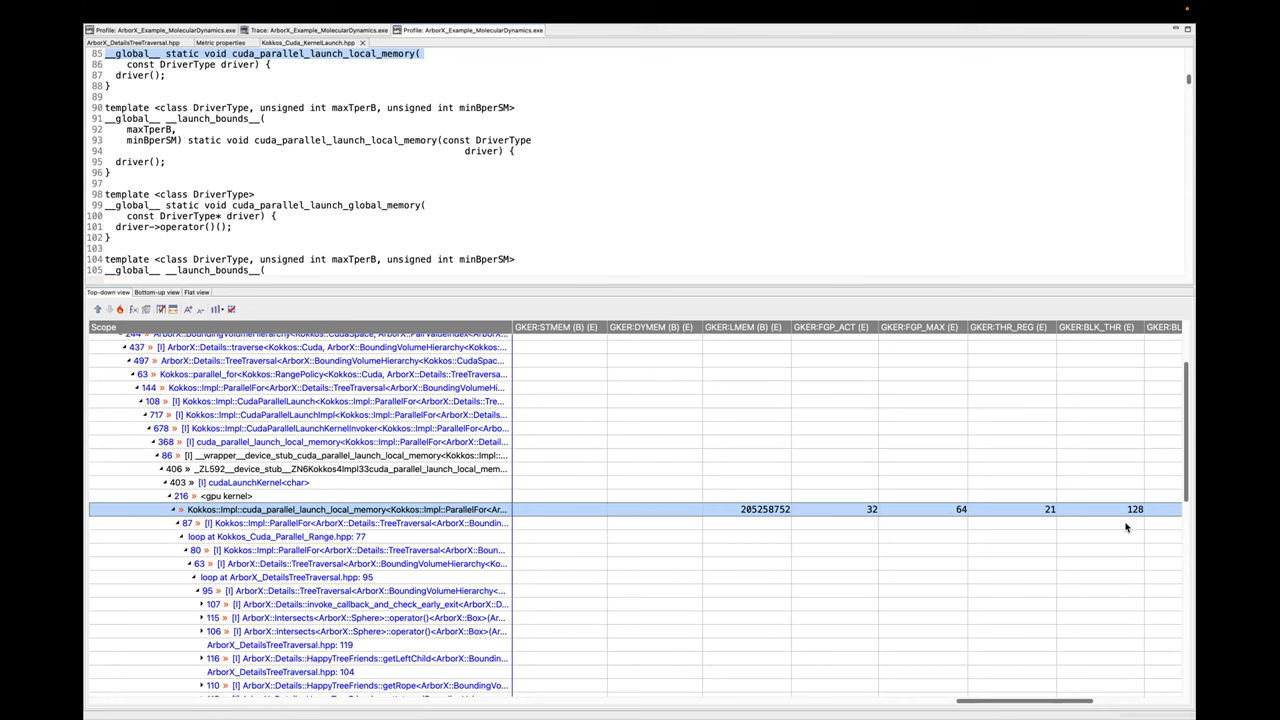 Profile: ArborX_Example_MolecularDynamics.exe
Trace: ArborX_Example_MolecularDynamics.exe
Profile: ArborX_Example_MolecularDynamics.exe
ArborX_DetailsTreeTraversal.hpp
Metric properties
Kokkos_Cuda_KernelLaunch.hpp
85 __global__ static void cuda_parallel_launch_local_memory(
86 const DriverType driver) {
87 driver();
88 }
89
90 template <class DriverType, unsigned int maxTperB, unsigned int minBperSM>
91 __global__ __launch_bounds__(
92 maxTperB,
93 minBperSM) static void cuda_parallel_launch_local_memory(const DriverType
94 driver) {
95 driver();
96 }
97
98 template <class DriverType>
99 __global__ static void cuda_parallel_launch_global_memory(
100 const DriverType* driver) {
101 driver->operator()();
102 }
103
104 template <class DriverType, unsigned int maxTperB, unsigned int minBperSM>
105 __global__ __launch_bounds__(
Top-down view
Bottom-up view
Flat view
Scope GKER:STMEM (B) (E) GKER:DYMEM (B) (E) GKER:LMEM (B) (E) GKER:FGP_ACT (E) GKER:FGP_MAX (E) GKER:THR_REG (E) GKER:BLK_THR (E) GKER:BL
437 » [I] ArborX::Details::traverse<Kokkos::Cuda, ArborX::BoundingVolumeHierarchy<Kokkos::C...
497 » ArborX::Details::TreeTraversal<ArborX::BoundingVolumeHierarchy<Kokkos::CudaSpac...
63 » Kokkos::parallel_for<Kokkos::RangePolicy<Kokkos::Cuda, ArborX::Details::TreeTraversa...
144 » Kokkos::Impl::ParallelFor<ArborX::Details::TreeTraversal<ArborX::BoundingVolumeHi...
108 » [I] Kokkos::Impl::CudaParallelLaunch<Kokkos::Impl::ParallelFor<ArborX::Details::Tre...
717 » [I] Kokkos::Impl::CudaParallelLaunchImpl<Kokkos::Impl::ParallelFor<ArborX::Details...
678 » [I] Kokkos::Impl::CudaParallelLaunchKernelInvoker<Kokkos::Impl::ParallelFor<Arbo...
368 » [I] cuda_parallel_launch_local_memory<Kokkos::Impl::ParallelFor<ArborX::Detail...
86 » [I] __wrapper__device_stub_cuda_parallel_launch_local_memory<Kokkos::Impl:...
406 » _ZL592__device_stub__ZN6Kokkos4Impl33cuda_parallel_launch_local_mem...
403 » [I] cudaLaunchKernel<char>
216 » <gpu kernel>
» Kokkos::Impl::cuda_parallel_launch_local_memory<Kokkos::Impl::ParallelFor<Ar... 205258752 32 64 21 128
87 » [I] Kokkos::Impl::ParallelFor<ArborX::Details::TreeTraversal<ArborX::Boundin...
loop at Kokkos_Cuda_Parallel_Range.hpp: 77
80 » [I] Kokkos::Impl::ParallelFor<ArborX::Details::TreeTraversal<ArborX::Boun...
63 » [I] ArborX::Details::TreeTraversal<ArborX::BoundingVolumeHierarchy<Ko...
loop at ArborX_DetailsTreeTraversal.hpp: 95
95 » [I] ArborX::Details::TreeTraversal<ArborX::BoundingVolumeHierarchy<...
107 » [I] ArborX::Details::invoke_callback_and_check_early_exit<ArborX::D...
115 » [I] ArborX::Intersects<ArborX::Sphere>::operator()<ArborX::Box>(Ar...
106 » [I] ArborX::Intersects<ArborX::Sphere>::operator()<ArborX::Box>(Ar...
ArborX_DetailsTreeTraversal.hpp: 119
116 » [I] ArborX::Details::HappyTreeFriends::getLeftChild<ArborX::Boundin...
ArborX_DetailsTreeTraversal.hpp: 104
110 » [I] ArborX::Details::HappyTreeFriends::getRope<ArborX::BoundingVo...